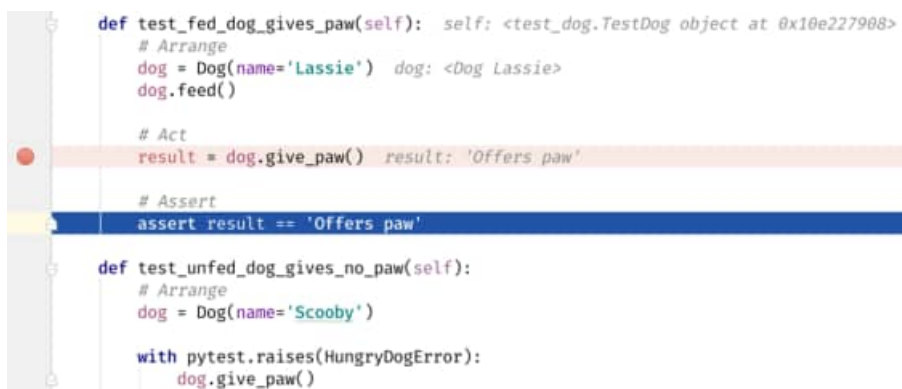 def test_fed_dog_gives_paw(self): self: <test_dog.TestDog object at 0x10e227908>
# Arrange
dog = Dog(name='Lassie') dog: <Dog Lassie>
dog.feed()
# Act
result = dog.give_paw() result: 'Offers paw'
# Assert
assert result == 'Offers paw'
def test_unfed_dog_gives_no_paw(self):
# Arrange
dog = Dog(name='Scooby')
with pytest.raises(HungryDogError):
dog.give_paw()